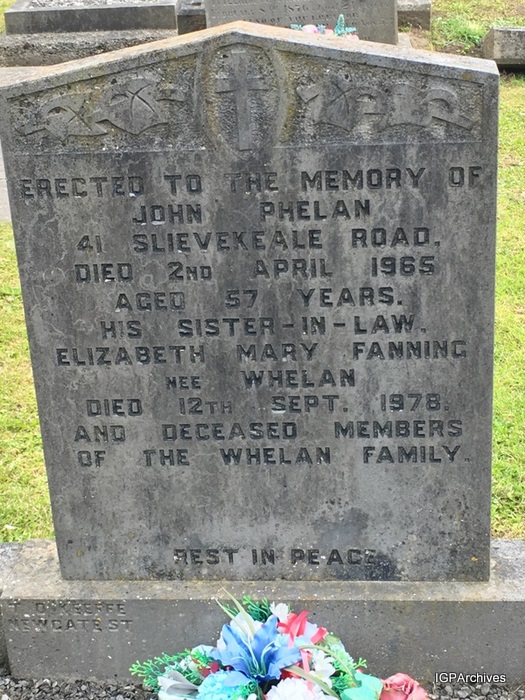 ERECTED TO THE MEMORY OF
JOHN PHELAN
41 SLIEVEKEALE ROAD.
DIED 2ND APRIL 1965
AGED 57 YEARS.
HIS SISTER-IN-LAW.
ELIZABETH MARY FANNING
NEE WHELAN
DIED 12TH SEPT. 1978.
AND DECEASED MEMBERS
OF THE WHELAN FAMILY.
REST IN PEACE
T O'KEEFFE
NEWGATE ST
IGPArchives